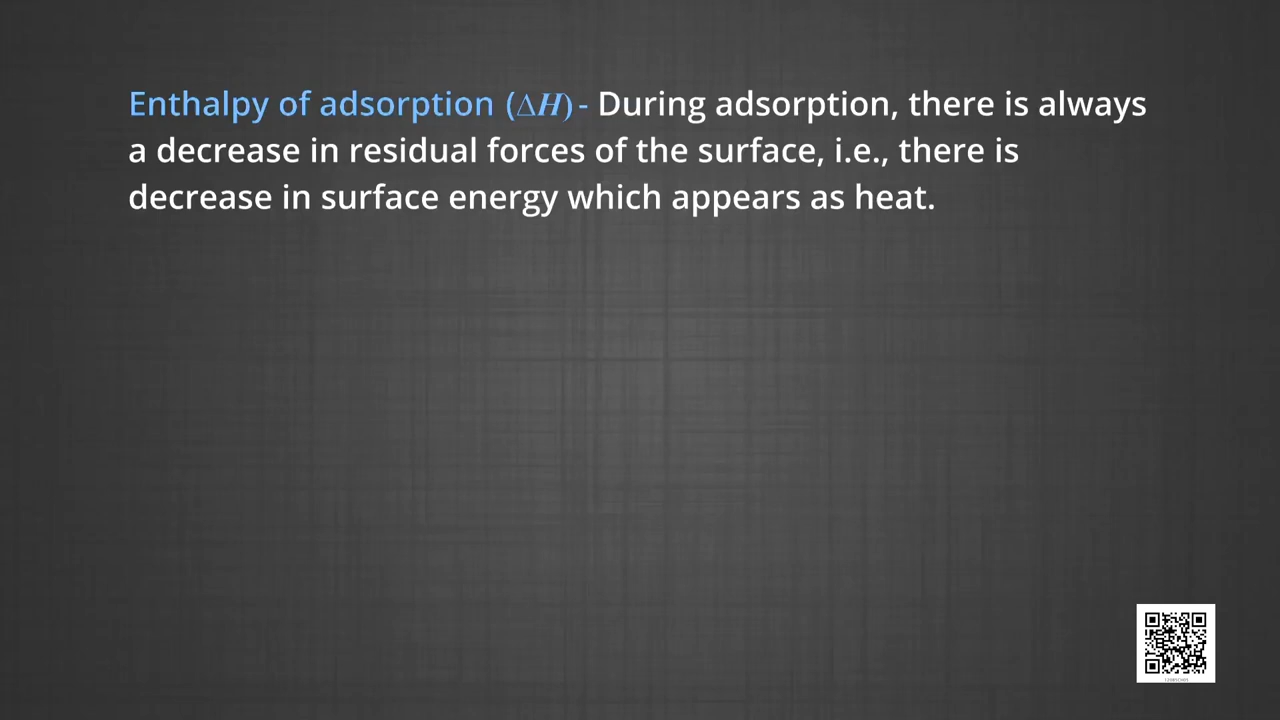 Enthalpy of adsorption (ΔH) - During adsorption, there is always
a decrease in residual forces of the surface, i.e., there is
decrease in surface energy which appears as heat.